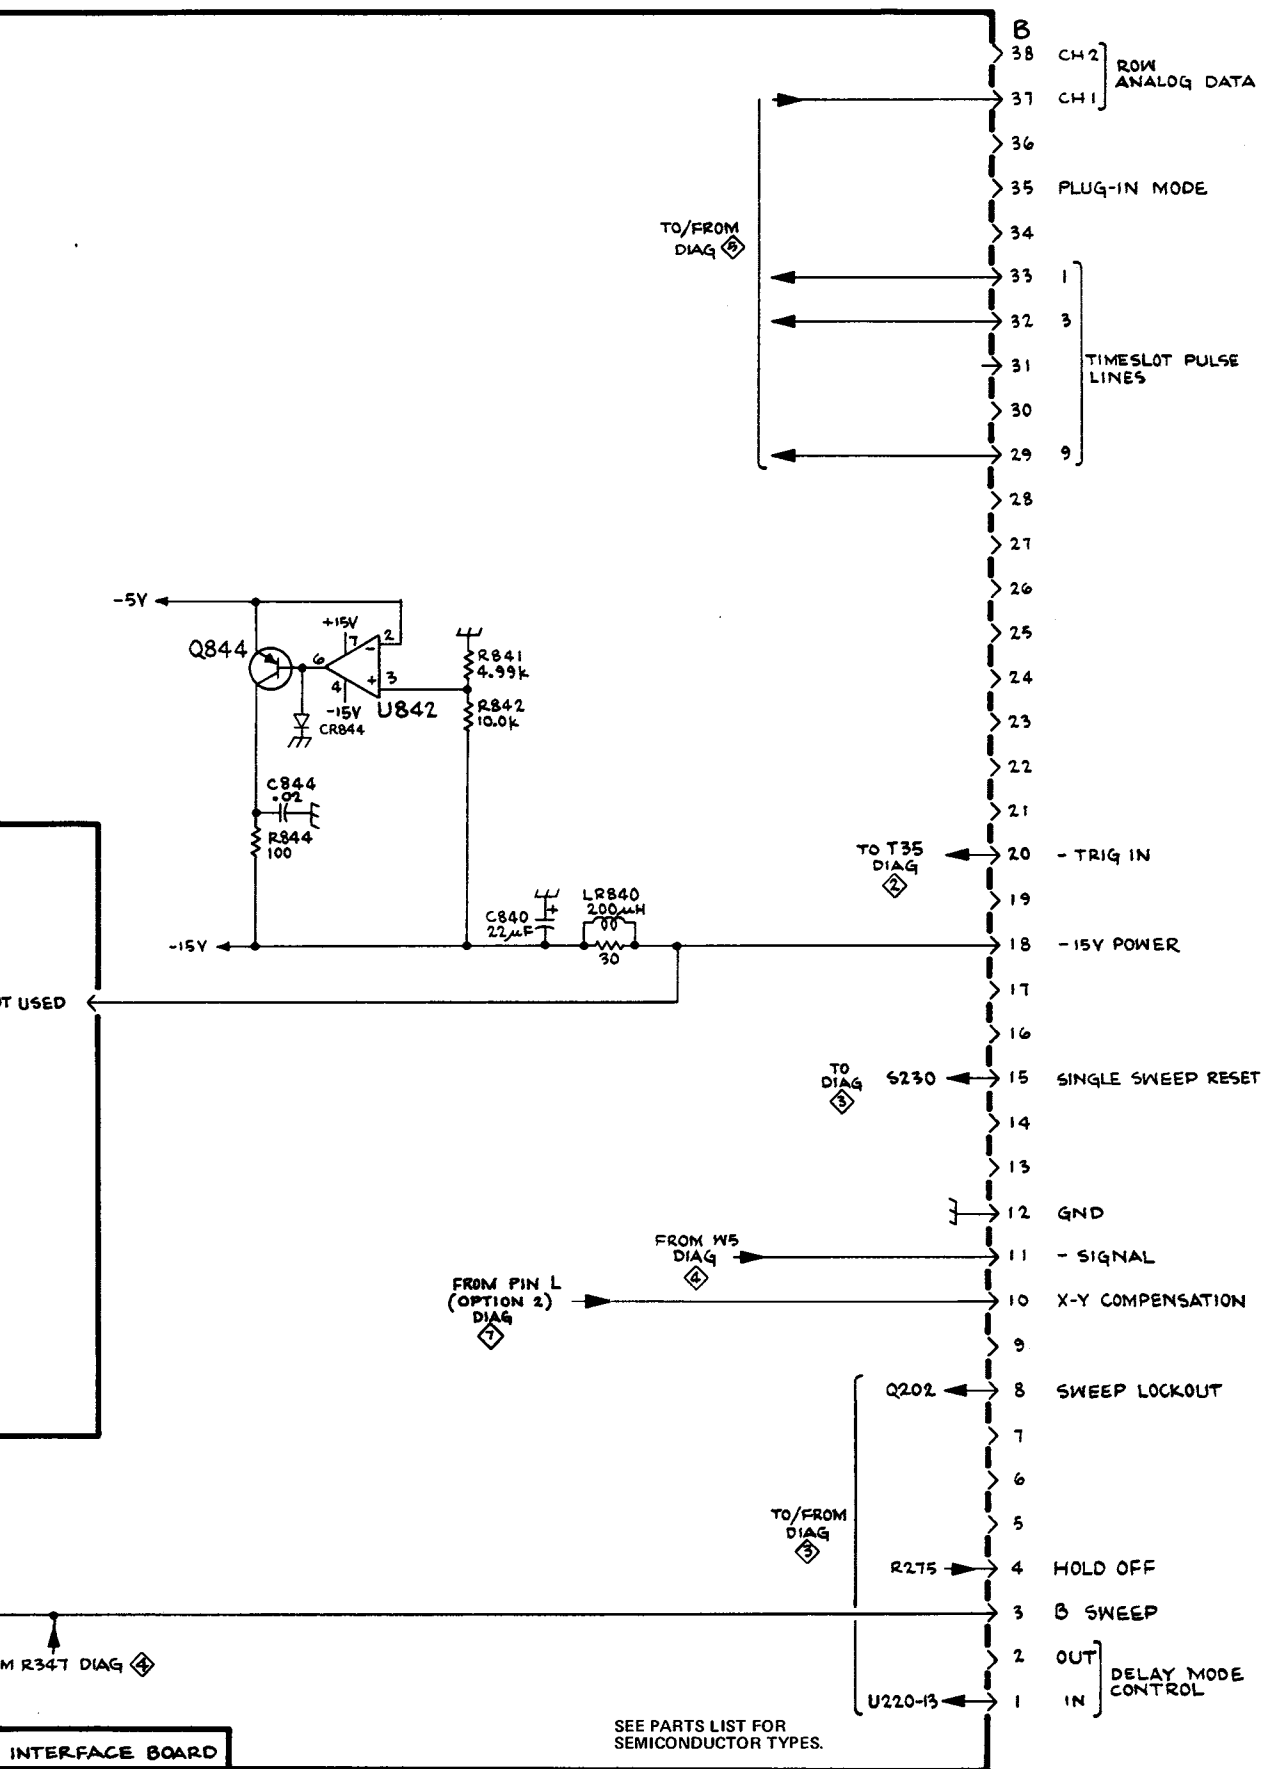 B
38 CH2
ROW
ANALOG DATA
37 CH1
36
35 PLUG-IN MODE
34
TO/FROM
DIAG 5
33 1
32 3
31
TIMESLOT PULSE
LINES
30
29 9
28
27
26
25
24
23
22
21
-5V
Q844
+15V
7
2
-
6
+
3
4
-15V
U842
CR844
R841
4.99k
R842
10.0k
C844
.02
R844
100
TO T35
DIAG
2
20 - TRIG IN
19
-15V
C840
22µF
+
LR840
200µH
30
18 -15V POWER
T USED
17
16
TO
DIAG
3
S230
15 SINGLE SWEEP RESET
14
13
12 GND
FROM W5
DIAG
4
11 - SIGNAL
FROM PIN L
(OPTION 2)
DIAG
7
10 X-Y COMPENSATION
9
Q202
8 SWEEP LOCKOUT
7
6
5
TO/FROM
DIAG
3
R275
4 HOLD OFF
3 B SWEEP
M R347 DIAG 4
2 OUT
DELAY MODE
CONTROL
U220-13
1 IN
SEE PARTS LIST FOR
SEMICONDUCTOR TYPES.
INTERFACE BOARD